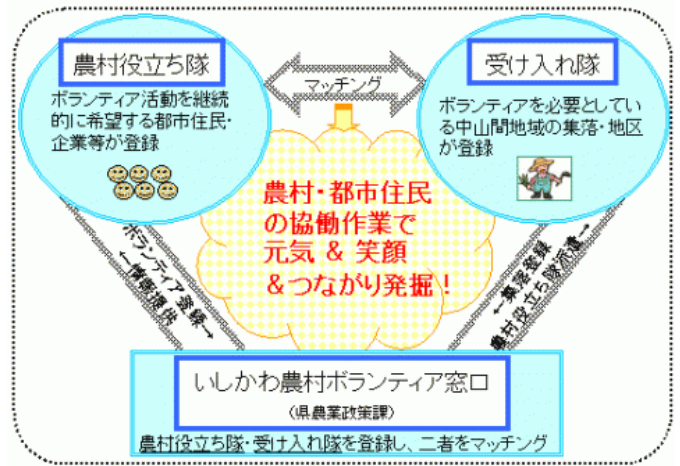 農村役立ち隊
ボランティア活動を継続
的に希望する都市住民・
企業等が登録
マッチング
受け入れ隊
ボランティアを必要としてい
る中山間地域の集落・地区
が登録
農村・都市住民
の協働作業で
元気 & 笑顔
&つながり発掘!
ボランティア登録→
←情報提供
←集落登録
農村役立ち隊派遣→
いしかわ農村ボランティア窓口
(県農業政策課)
農村役立ち隊・受け入れ隊を登録し、二者をマッチング